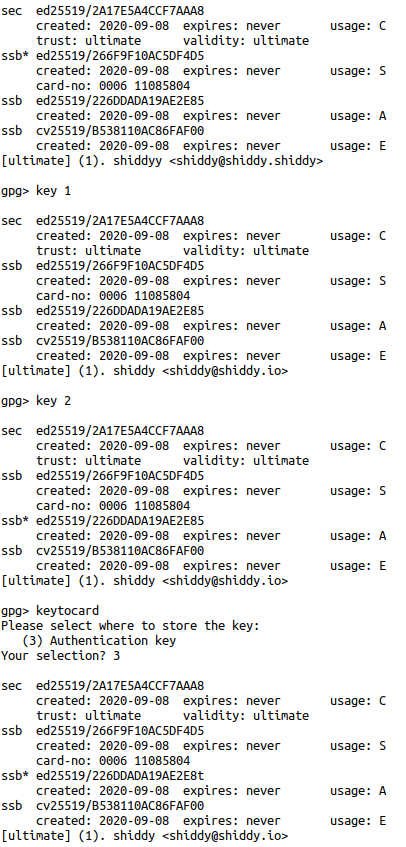 sec  ed25519/2A17E5A4CCF7AAA8
     created: 2020-09-08  expires: never       usage: C
     trust: ultimate      validity: ultimate
ssb* ed25519/266F9F10AC5DF4D5
     created: 2020-09-08  expires: never       usage: S
     card-no: 0006 11085804
ssb  ed25519/226DDADA19AE2E85
     created: 2020-09-08  expires: never       usage: A
ssb  cv25519/B538110AC86FAF00
     created: 2020-09-08  expires: never       usage: E
[ultimate] (1). shiddyy <shiddy@shiddy.shiddy>

gpg> key 1

sec  ed25519/2A17E5A4CCF7AAA8
     created: 2020-09-08  expires: never       usage: C
     trust: ultimate      validity: ultimate
ssb  ed25519/266F9F10AC5DF4D5
     created: 2020-09-08  expires: never       usage: S
     card-no: 0006 11085804
ssb  ed25519/226DDADA19AE2E85
     created: 2020-09-08  expires: never       usage: A
ssb  cv25519/B538110AC86FAF00
     created: 2020-09-08  expires: never       usage: E
[ultimate] (1). shiddy <shiddy@shiddy.io>

gpg> key 2

sec  ed25519/2A17E5A4CCF7AAA8
     created: 2020-09-08  expires: never       usage: C
     trust: ultimate      validity: ultimate
ssb  ed25519/266F9F10AC5DF4D5
     created: 2020-09-08  expires: never       usage: S
     card-no: 0006 11085804
ssb* ed25519/226DDADA19AE2E85
     created: 2020-09-08  expires: never       usage: A
ssb  cv25519/B538110AC86FAF00
     created: 2020-09-08  expires: never       usage: E
[ultimate] (1). shiddy <shiddy@shiddy.io>

gpg> keytocard
Please select where to store the key:
   (3) Authentication key
Your selection? 3

sec  ed25519/2A17E5A4CCF7AAA8
     created: 2020-09-08  expires: never       usage: C
     trust: ultimate      validity: ultimate
ssb  ed25519/266F9F10AC5DF4D5
     created: 2020-09-08  expires: never       usage: S
     card-no: 0006 11085804
ssb* ed25519/226DDADA19AE2E8t
     created: 2020-09-08  expires: never       usage: A
ssb  cv25519/B538110AC86FAF00
     created: 2020-09-08  expires: never       usage: E
[ultimate] (1). shiddy <shiddy@shiddy.io>